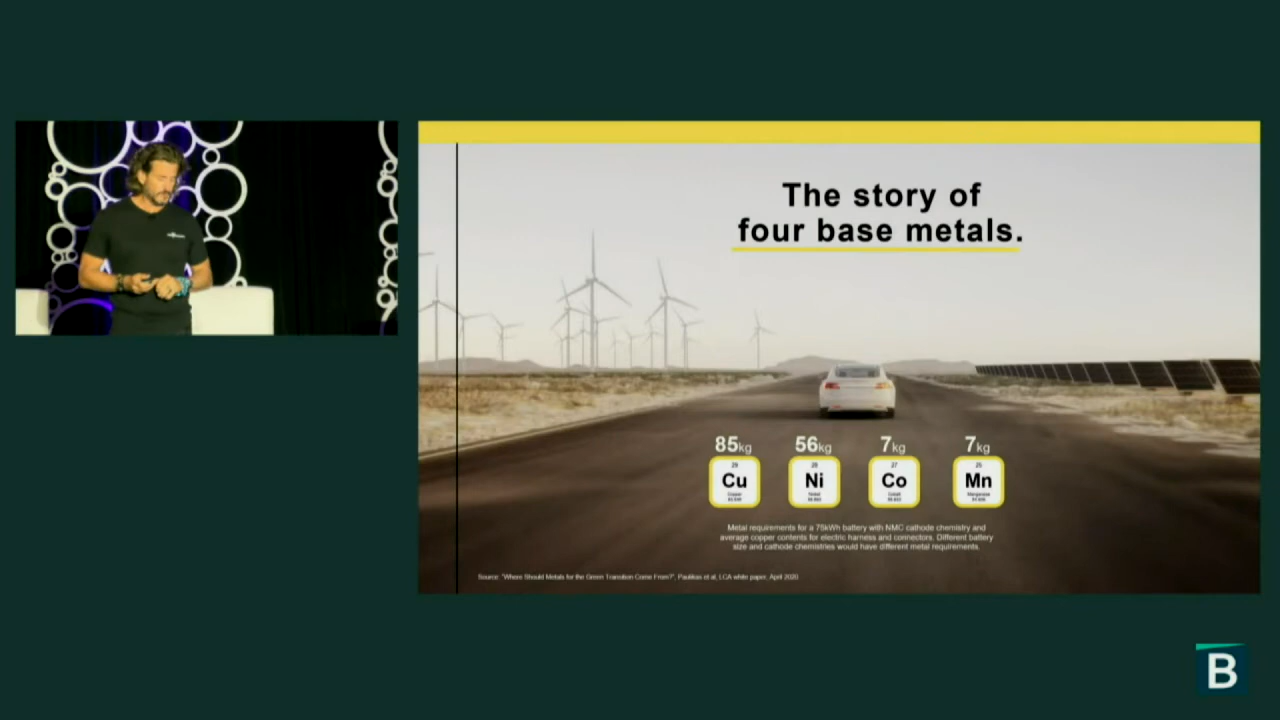 The story of
four base metals.
85kg 56kg 7kg 7kg
29 28 27 25
Cu Ni Co Mn
Copper Nickel Cobalt Manganese
Metal requirements for a 75kWh battery with NMC cathode chemistry and
average copper contents for electric harness and connectors. Different battery
size and cathode chemistries would have different metal requirements.
Source: "Where Should Metals for the Green Transition Come From?", Paulikas et al, LCA white paper, April 2020
B